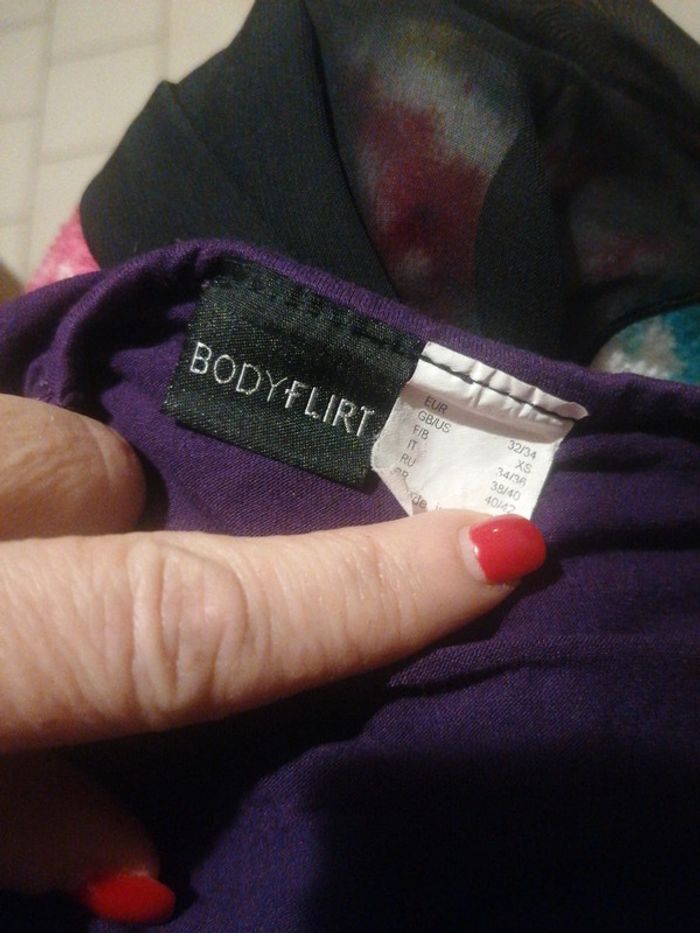 BODYFLIRT
EUR 32/34
GB/US XS
F/B 34/36
IT 38/40
RU 40/42